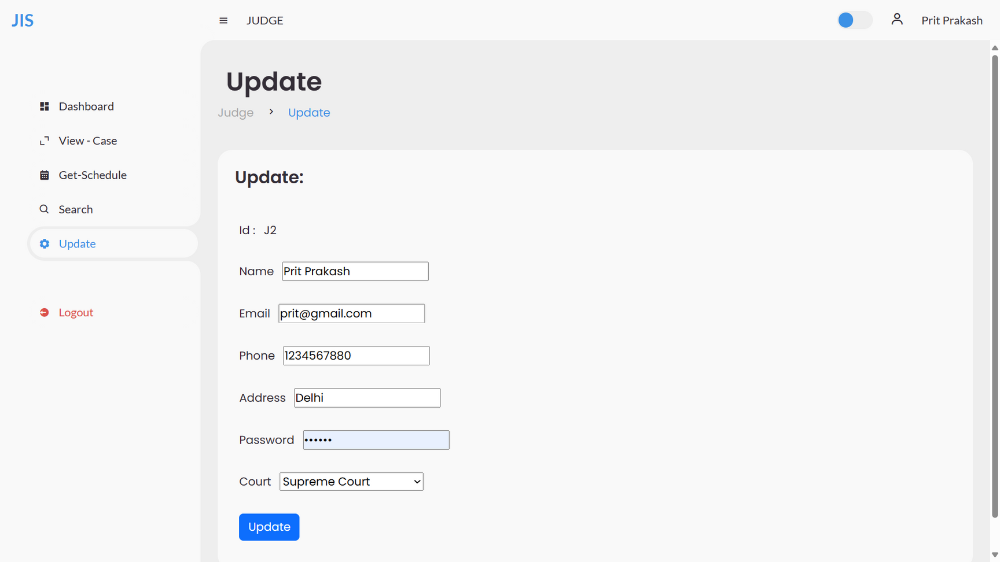 JIS
JUDGE
Prit Prakash
Dashboard
View - Case
Get-Schedule
Search
Update
Logout
Update
Judge > Update
Update:
Id : J2
Name Prit Prakash
Email prit@gmail.com
Phone 1234567880
Address Delhi
Password ••••••
Court Supreme Court
Update